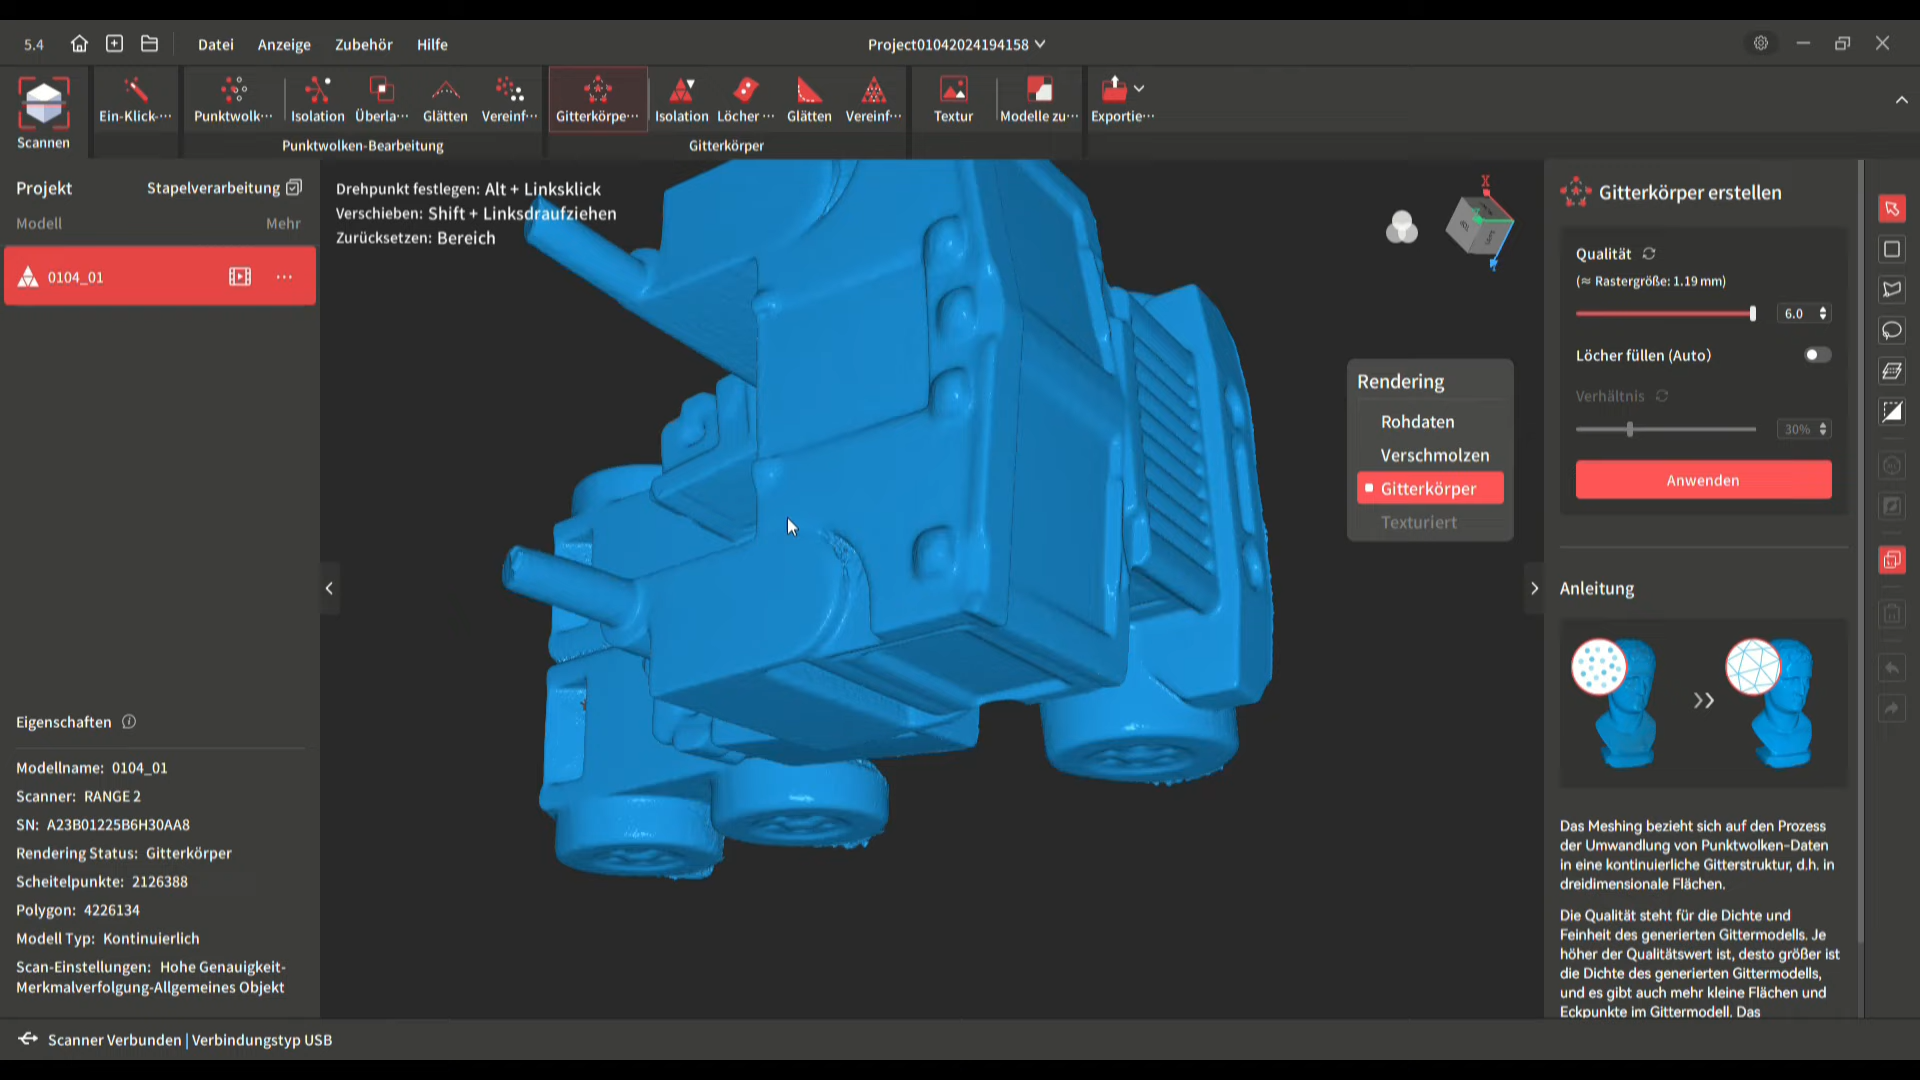 5.4
Datei
Anzeige
Zubehör
Hilfe
Project01042024194158
Scannen
Ein-Klick-···
Punktwolk···
Isolation
Überla···
Glätten
Vereinf···
Punktwolken-Bearbeitung
Gitterkörpe···
Isolation
Löcher ···
Glätten
Vereinf···
Gitterkörper
Textur
Modelle zu···
Exportie···
Projekt
Stapelverarbeitung
Modell
Mehr
0104_01
Drehpunkt festlegen: Alt + Linksklick
Verschieben: Shift + Linksdraufziehen
Zurücksetzen: Bereich
X
Rendering
Rohdaten
Verschmolzen
Gitterkörper
Texturiert
Gitterkörper erstellen
Qualität
(≈ Rastergröße: 1.19 mm)
6.0
Löcher füllen (Auto)
Verhältnis
30%
Anwenden
Anleitung
Das Meshing bezieht sich auf den Prozess
der Umwandlung von Punktwolken-Daten
in eine kontinuierliche Gitterstruktur, d.h. in
dreidimensionale Flächen.
Die Qualität steht für die Dichte und
Feinheit des generierten Gittermodells. Je
höher der Qualitätswert ist, desto größer ist
die Dichte des generierten Gittermodells,
und es gibt auch mehr kleine Flächen und
Eckpunkte im Gittermodell. Das
Eigenschaften
Modellname: 0104_01
Scanner: RANGE 2
SN: A23B01225B6H30AA8
Rendering Status: Gitterkörper
Scheitelpunkte: 2126388
Polygon: 4226134
Modell Typ: Kontinuierlich
Scan-Einstellungen: Hohe Genauigkeit-
Merkmalverfolgung-Allgemeines Objekt
Scanner Verbunden | Verbindungstyp USB